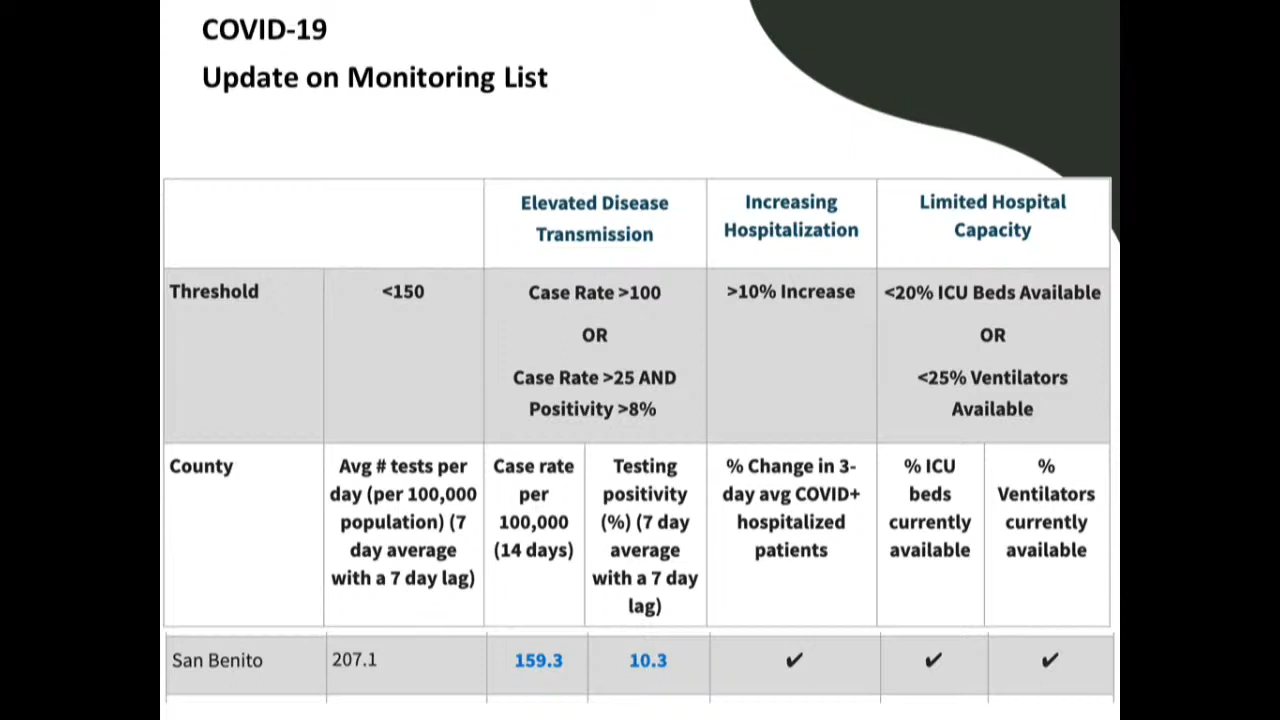 COVID-19
Update on Monitoring List
Elevated Disease
Transmission
Increasing
Hospitalization
Limited Hospital
Capacity
Threshold
<150
Case Rate >100
OR
Case Rate >25 AND
Positivity >8%
>10% Increase
<20% ICU Beds Available
OR
<25% Ventilators
Available
County
Avg # tests per
day (per 100,000
population) (7
day average
with a 7 day lag)
Case rate
per
100,000
(14 days)
Testing
positivity
(%) (7 day
average
with a 7 day
lag)
% Change in 3-
day avg COVID+
hospitalized
patients
% ICU
beds
currently
available
%
Ventilators
currently
available
San Benito
207.1
159.3
10.3
✔
✔
✔